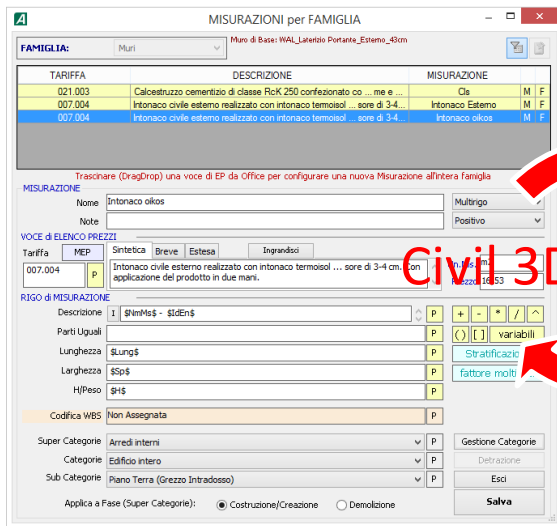 MISURAZIONI per FAMIGLIA
FAMIGLIA: Muri Muro di Base: WAL_Laterizio Portante_Esterno_43cm
TARIFFA DESCRIZIONE MISURAZIONE
021.003 Calcestruzzo cementizio di classe RcK 250 confezionato co ... me e ... Cls M F
007.004 Intonaco civile esterno realizzato con intonaco termoisol ... sore di 3-4... Intonaco Esterno M F
007.004 Intonaco civile esterno realizzato con intonaco termoisol ... sore di 3-4... Intonaco oikos M F
Trascinare (DragDrop) una voce di EP da Office per configurare una nuova Misurazione all'intera famiglia
MISURAZIONE
Nome Intonaco oikos Multirigo
Note Positivo
VOCE di ELENCO PREZZI
Tariffa MEP Sintetica Breve Estesa Ingrandisci
007.004 P Intonaco civile esterno realizzato con intonaco termoisol ... sore di 3-4 cm. Con
applicazione del prodotto in due mani.
Un.Mis. m2
Prezzo 16.53
Civil 3D
RIGO di MISURAZIONE
Descrizione I $NmMs$ - $IdEn$ P + - * / ^
Parti Uguali P ( ) [ ] variabili
Lunghezza $Lung$ P Stratificazio
Larghezza $Sp$ P fattore molti
H/Peso $H$ P
Codifica WBS Non Assegnata P
Super Categorie Arredi interni P Gestione Categorie
Categorie Edificio intero P Detrazione
Sub Categorie Piano Terra (Grezzo Intradosso) P Esci
Applica a Fase (Super Categorie): Costruzione/Creazione Demolizione Salva